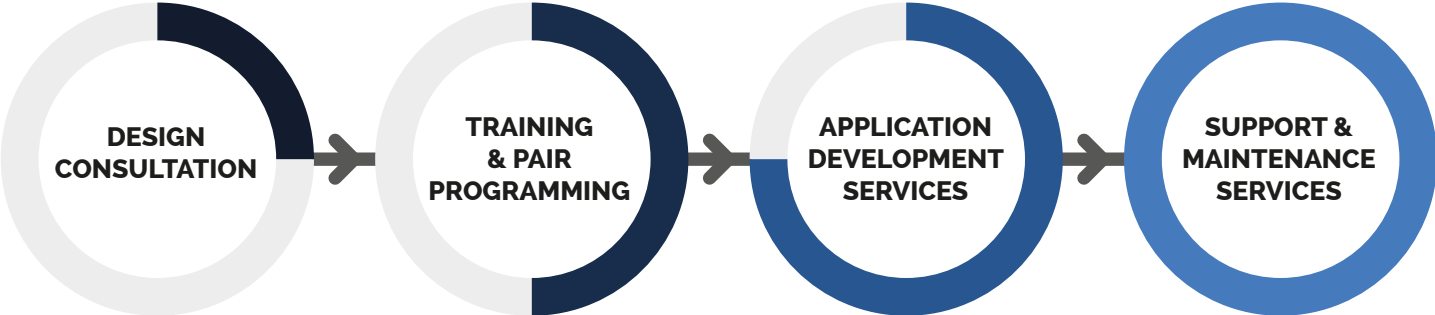 DESIGN
CONSULTATION
TRAINING
& PAIR
PROGRAMMING
APPLICATION
DEVELOPMENT
SERVICES
SUPPORT &
MAINTENANCE
SERVICES